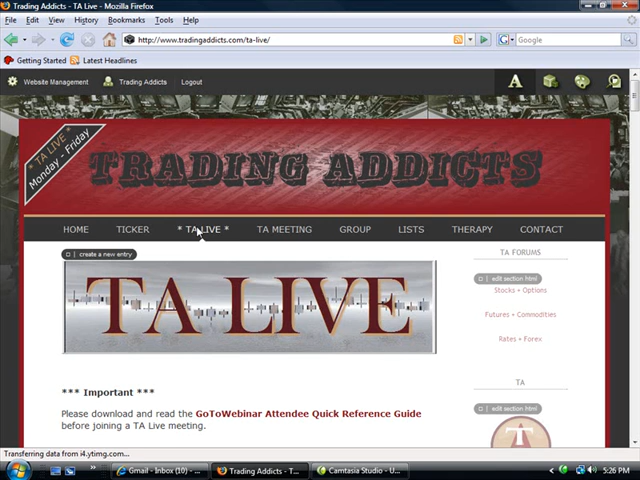 Trading Addicts - TA Live - Mozilla Firefox
File Edit View History Bookmarks Tools Help
http://www.tradingaddicts.com/ta-live/
Google
Getting Started Latest Headlines
Website Management Trading Addicts Logout
A
* TA LIVE *
Monday - Friday
TRADING ADDICTS
HOME TICKER * TA LIVE * TA MEETING GROUP LISTS THERAPY CONTACT
create a new entry
TA LIVE
TA FORUMS
edit section html
Stocks + Options
Futures + Commodities
Rates + Forex
*** Important ***
Please download and read the GoToWebinar Attendee Quick Reference Guide
before joining a TA Live meeting.
TA
edit section html
T
Transferring data from i4.ytimg.com...
Gmail - Inbox (10) - ... Trading Addicts - T... Camtasia Studio - U... 5:26 PM